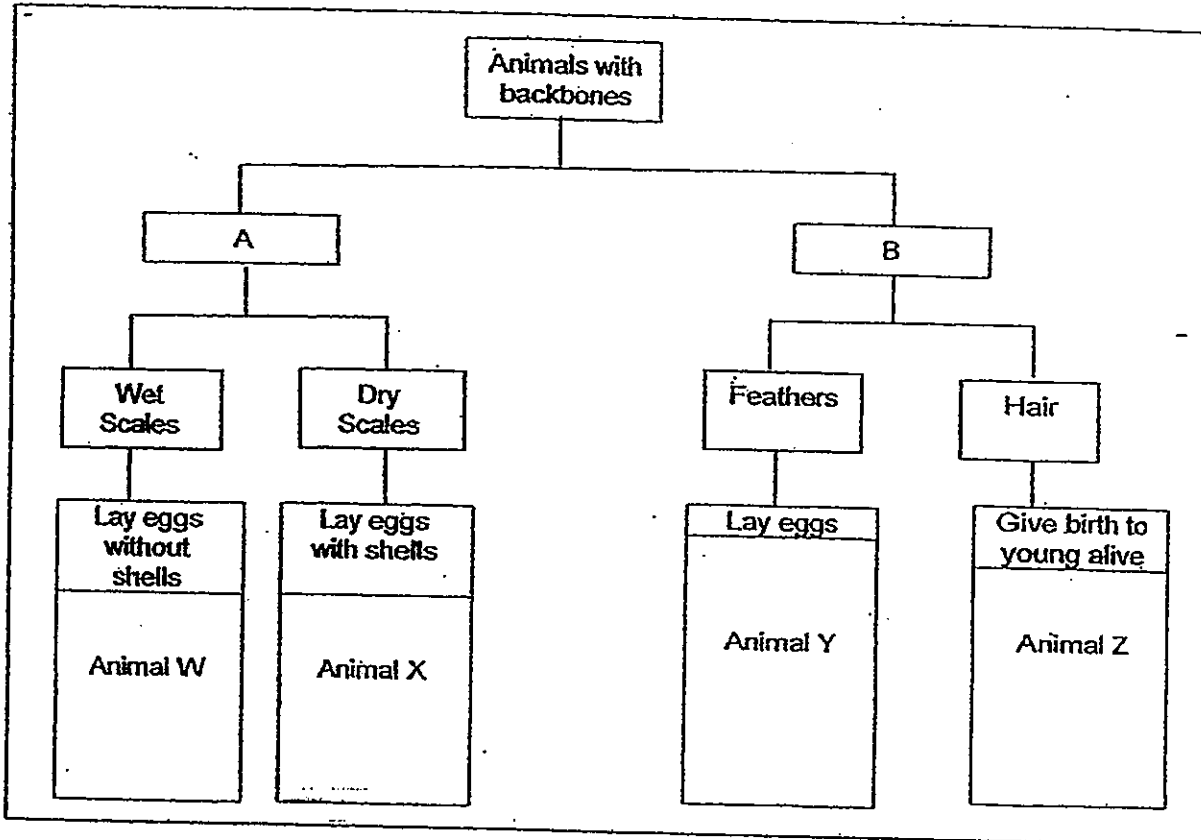 Animals with
backbones
A
B
Wet
Scales
Dry
Scales
Feathers
Hair
Lay eggs
without
shells
Lay eggs
with shells
Lay eggs
Give birth to
young alive
Animal W
Animal X
Animal Y
Animal Z